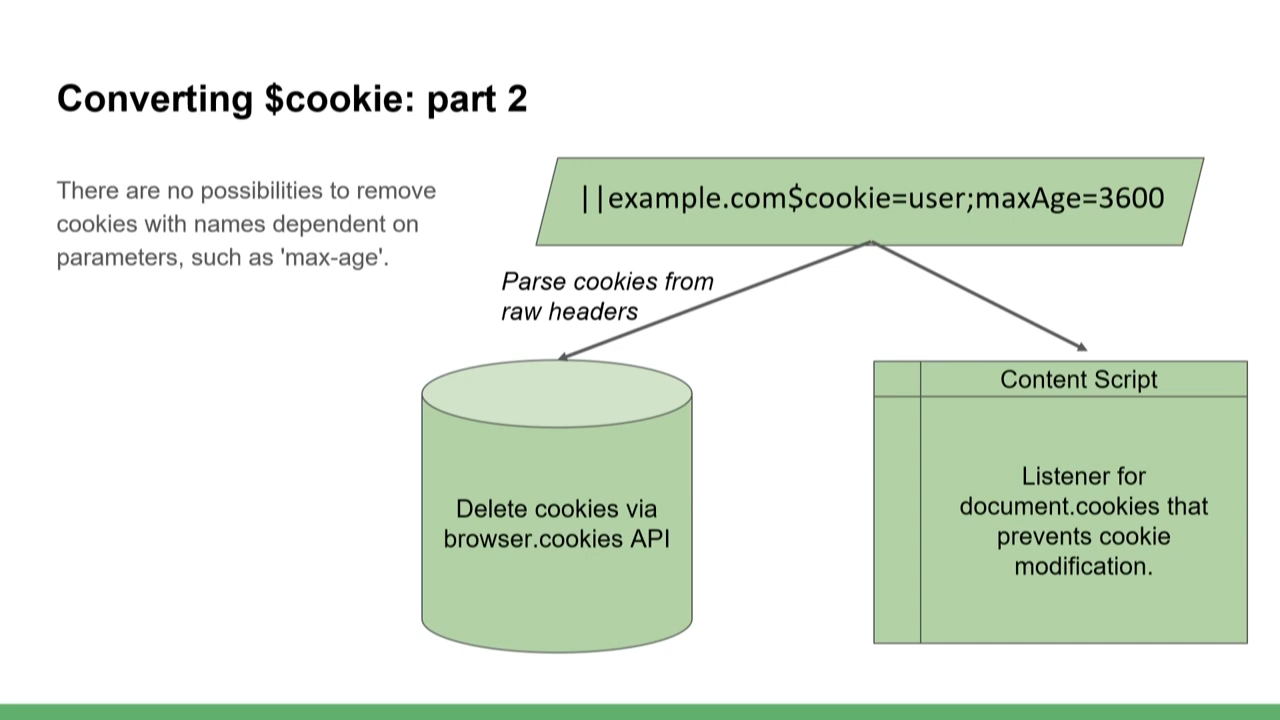 Converting $cookie: part 2
There are no possibilities to remove
cookies with names dependent on
parameters, such as 'max-age'.
||example.com$cookie=user;maxAge=3600
Parse cookies from
raw headers
Delete cookies via
browser.cookies API
Content Script
Listener for
document.cookies that
prevents cookie
modification.